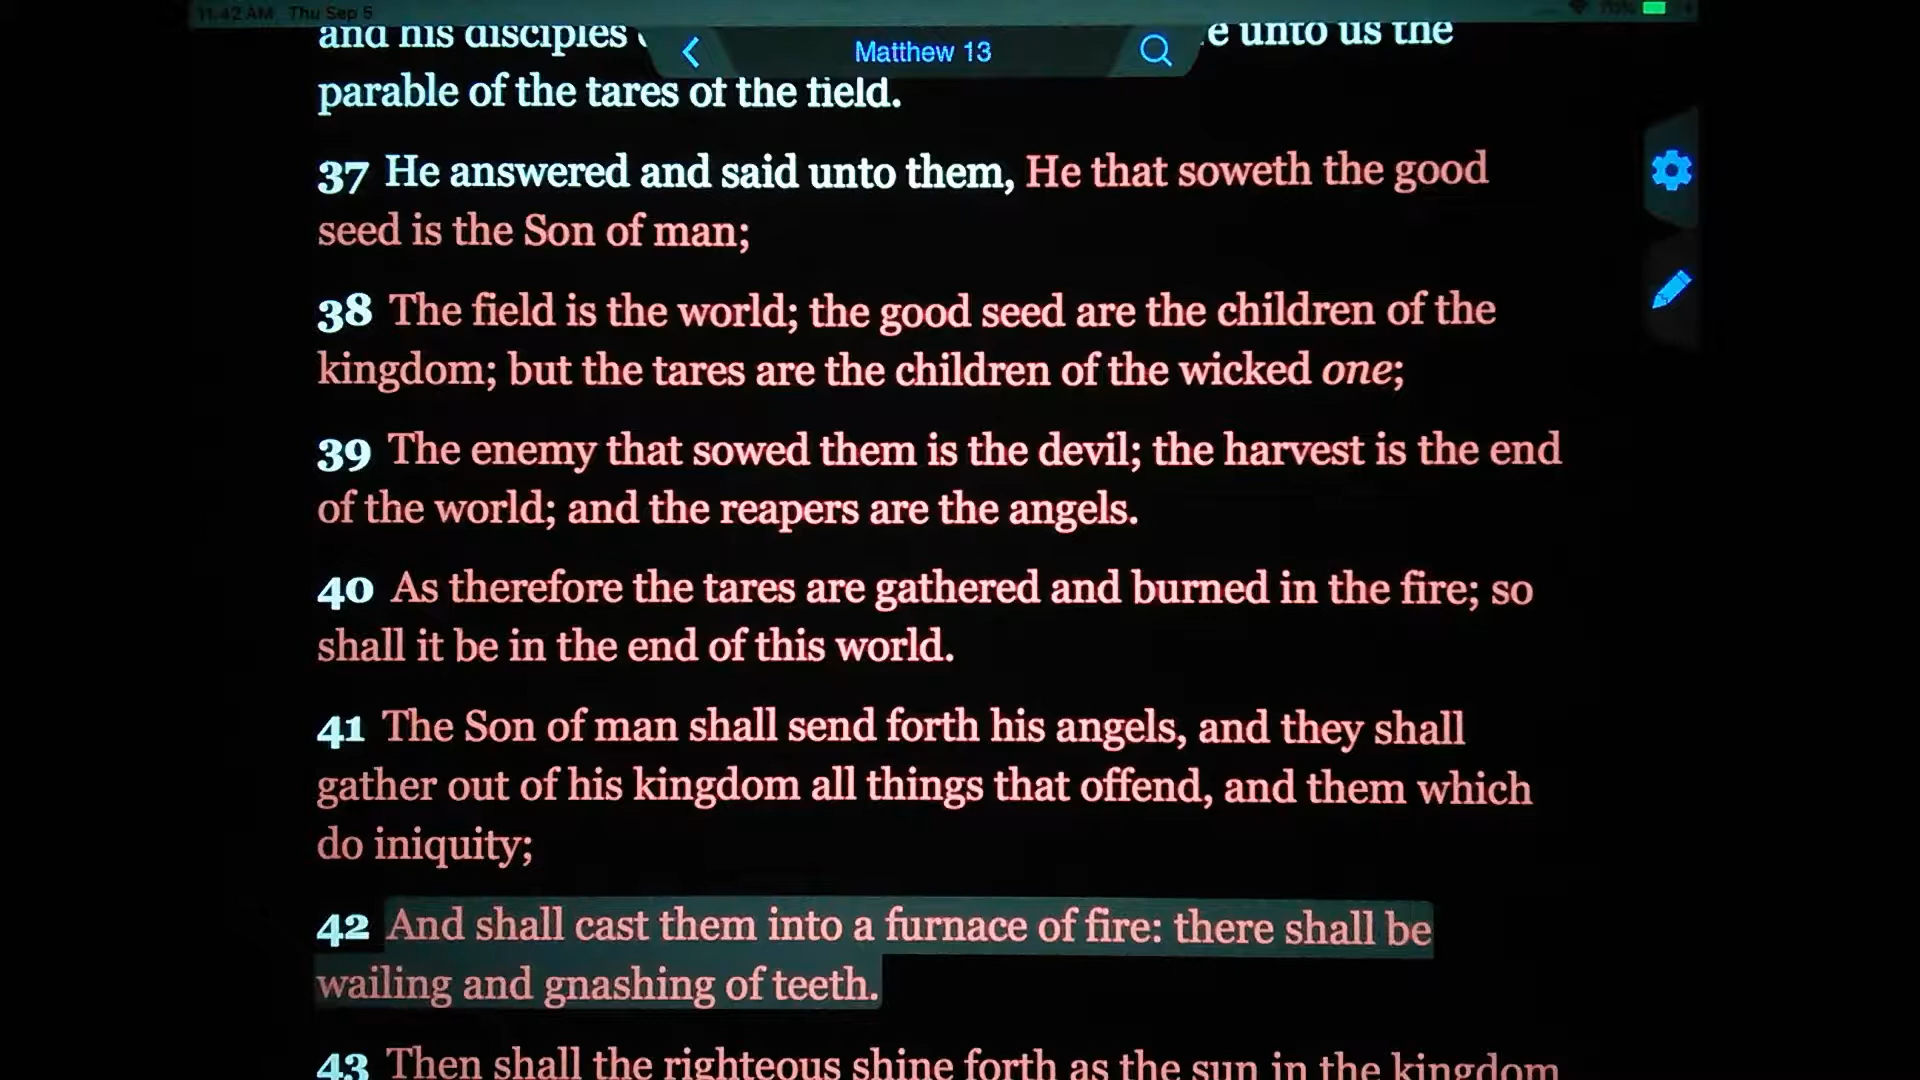 11:42 AM Thu Sep 5
and his disciples
e unto us the
Matthew 13
parable of the tares of the field.
37 He answered and said unto them, He that soweth the good
seed is the Son of man;
38 The field is the world; the good seed are the children of the
kingdom; but the tares are the children of the wicked one;
39 The enemy that sowed them is the devil; the harvest is the end
of the world; and the reapers are the angels.
40 As therefore the tares are gathered and burned in the fire; so
shall it be in the end of this world.
41 The Son of man shall send forth his angels, and they shall
gather out of his kingdom all things that offend, and them which
do iniquity;
42 And shall cast them into a furnace of fire: there shall be
wailing and gnashing of teeth.
43 Then shall the righteous shine forth as the sun in the kingdom